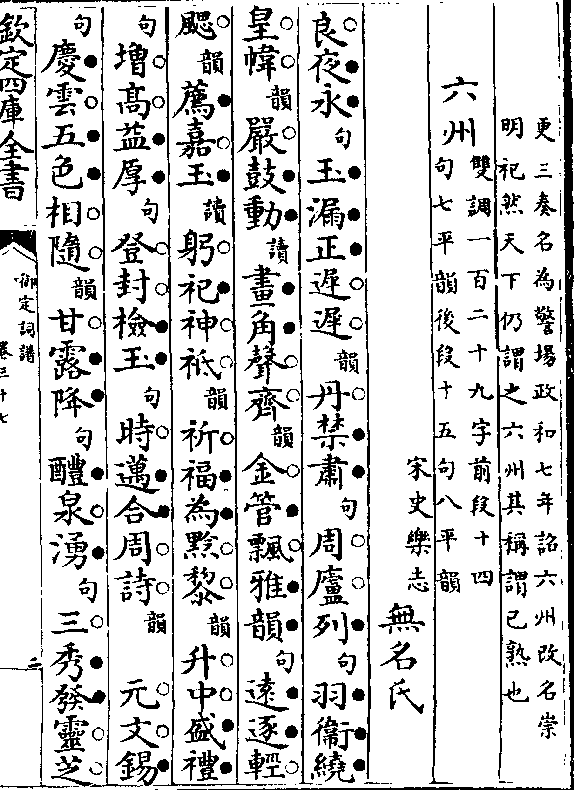 更三奏名為警場政和七年詔六州改名崇
明祀然天下仍謂之六州其稱謂已熟也
六州雙調一百二十九字前段十四
句七平韻後段十五句八平韻
宋史樂志
無名氏
良夜永句玉漏正遲遲韻丹禁肅句周廬列句羽衞繞
皇幃韻嚴鼓動讀畫角聲齊韻金管飄雅韻句遠逐輕
颸韻薦嘉玉讀躬祀神祗韻祈福為黔黎韻升中盛禮
句增髙益厚句登封檢玉句時邁合周詩韻元文錫
句慶雲五色相隨韻甘露降句醴泉湧句三秀發靈芝
欽定四庫全書
御定詞譜
卷三十七
二